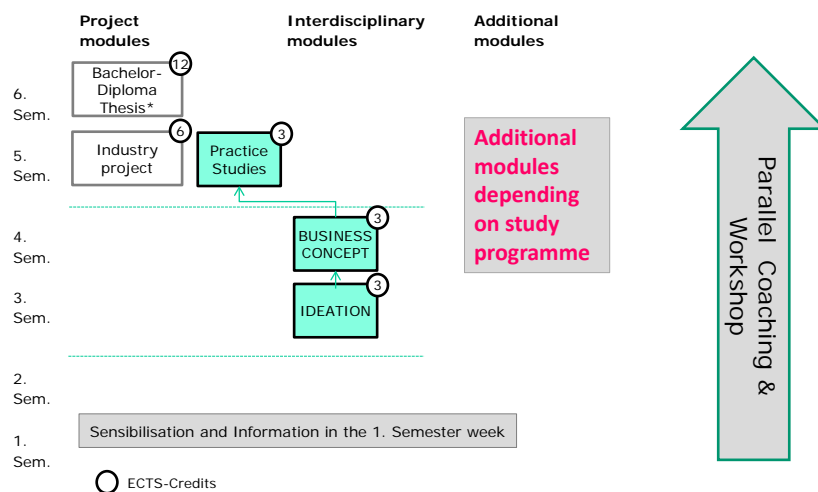 Project
modules
Interdisciplinary
modules
Additional
modules
6.
Sem.
Bachelor-
Diploma
Thesis*
12
5.
Sem.
Industry
project
6
Practice
Studies
3
Additional
modules
depending
on study
programme
4.
Sem.
BUSINESS
CONCEPT
3
3.
Sem.
IDEATION
3
2.
Sem.
1.
Sem.
Sensibilisation and Information in the 1. Semester week
ECTS-Credits
Parallel Coaching &
Workshop